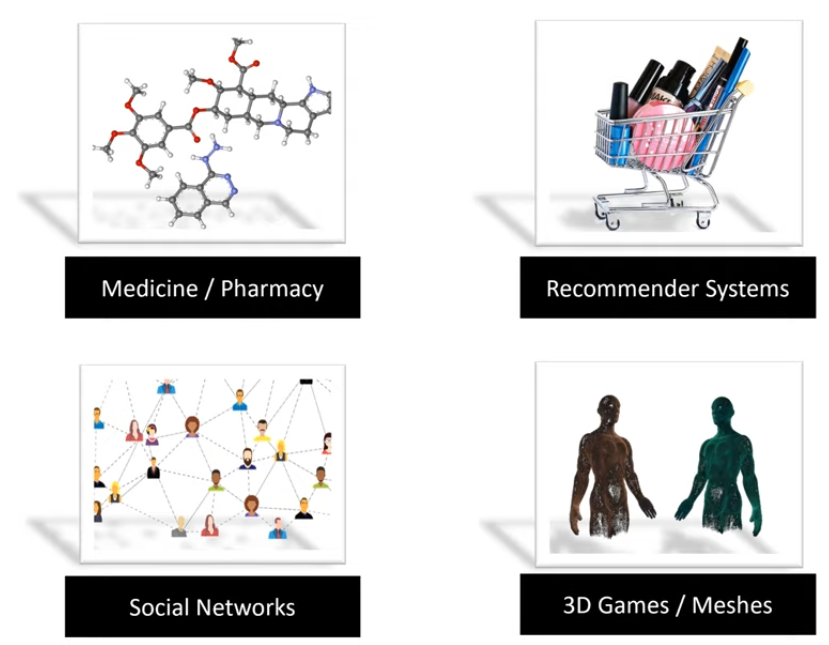 Medicine / Pharmacy
Recommender Systems
Social Networks
3D Games / Meshes